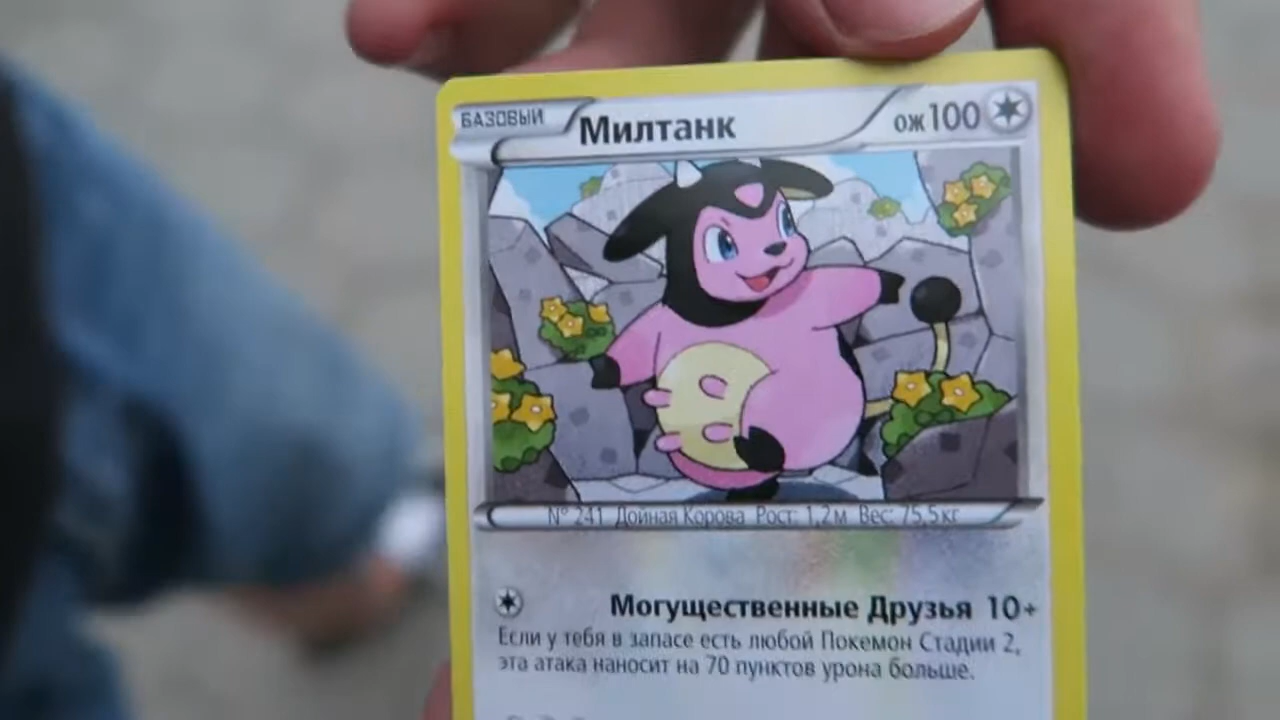 БАЗОВЫЙ Милтанк ОЖ100
№ 241 Дойная Корова Рост: 1,2м Вес: 75,5кг
Могущественные Друзья 10+
Если у тебя в запасе есть любой Покемон Стадии 2,
эта атака наносит на 70 пунктов урона больше.